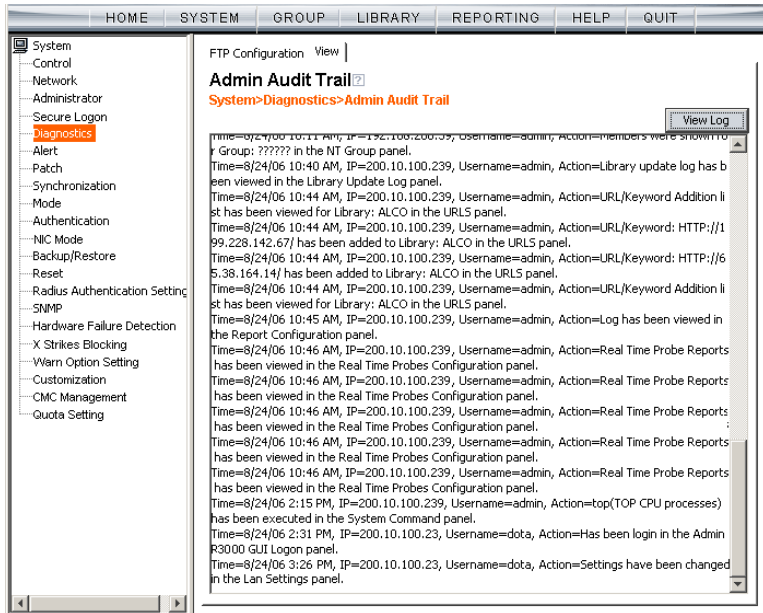 HOME SYSTEM GROUP LIBRARY REPORTING HELP QUIT
System
Control
Network
Administrator
Secure Logon
Diagnostics
Alert
Patch
Synchronization
Mode
Authentication
NIC Mode
Backup/Restore
Reset
Radius Authentication Setting
SNMP
Hardware Failure Detection
X Strikes Blocking
Warn Option Setting
Customization
CMC Management
Quota Setting
FTP Configuration View
Admin Audit Trail
System>Diagnostics>Admin Audit Trail
View Log
Time=8/24/06 10:11 AM, IP=192.168.200.39, Username=admin, Action=Members were shown fo
r Group: ?????? in the NT Group panel.
Time=8/24/06 10:40 AM, IP=200.10.100.239, Username=admin, Action=Library update log has b
een viewed in the Library Update Log panel.
Time=8/24/06 10:44 AM, IP=200.10.100.239, Username=admin, Action=URL/Keyword Addition li
st has been viewed for Library: ALCO in the URLS panel.
Time=8/24/06 10:44 AM, IP=200.10.100.239, Username=admin, Action=URL/Keyword: HTTP://1
99.228.142.67/ has been added to Library: ALCO in the URLS panel.
Time=8/24/06 10:44 AM, IP=200.10.100.239, Username=admin, Action=URL/Keyword: HTTP://6
5.38.164.14/ has been added to Library: ALCO in the URLS panel.
Time=8/24/06 10:44 AM, IP=200.10.100.239, Username=admin, Action=URL/Keyword Addition li
st has been viewed for Library: ALCO in the URLS panel.
Time=8/24/06 10:45 AM, IP=200.10.100.239, Username=admin, Action=Log has been viewed in
the Report Configuration panel.
Time=8/24/06 10:46 AM, IP=200.10.100.239, Username=admin, Action=Real Time Probe Reports
has been viewed in the Real Time Probes Configuration panel.
Time=8/24/06 10:46 AM, IP=200.10.100.239, Username=admin, Action=Real Time Probe Reports
has been viewed in the Real Time Probes Configuration panel.
Time=8/24/06 10:46 AM, IP=200.10.100.239, Username=admin, Action=Real Time Probe Reports
has been viewed in the Real Time Probes Configuration panel.
Time=8/24/06 10:46 AM, IP=200.10.100.239, Username=admin, Action=Real Time Probe Reports
has been viewed in the Real Time Probes Configuration panel.
Time=8/24/06 10:46 AM, IP=200.10.100.239, Username=admin, Action=Real Time Probe Reports
has been viewed in the Real Time Probes Configuration panel.
Time=8/24/06 2:15 PM, IP=200.10.100.239, Username=admin, Action=top(TOP CPU processes)
has been executed in the System Command panel.
Time=8/24/06 2:31 PM, IP=200.10.100.23, Username=dota, Action=Has been login in the Admin
R3000 GUI Logon panel.
Time=8/24/06 3:26 PM, IP=200.10.100.23, Username=dota, Action=Settings have been changed
in the Lan Settings panel.